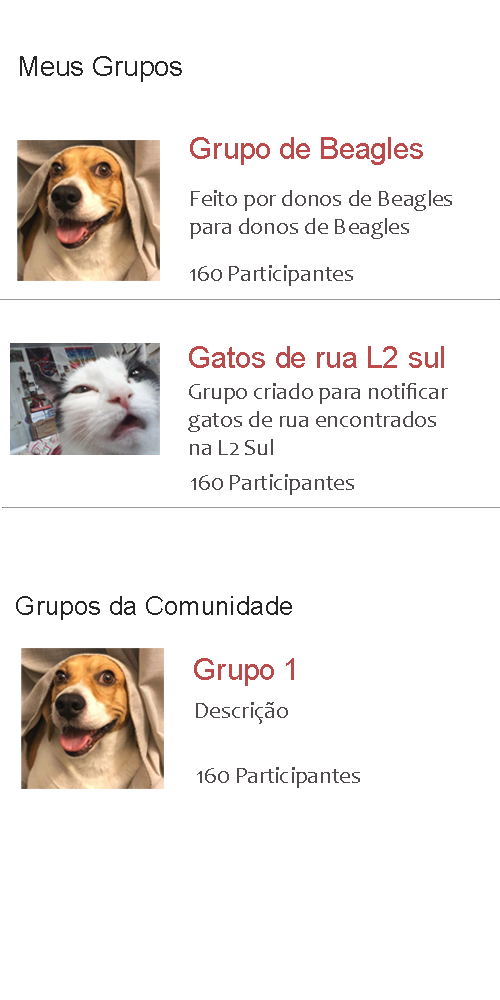 Meus Grupos
Grupo de Beagles
Feito por donos de Beagles
para donos de Beagles
160 Participantes
Gatos de rua L2 sul
Grupo criado para notificar
gatos de rua encontrados
na L2 Sul
160 Participantes
Grupos da Comunidade
Grupo 1
Descrição
160 Participantes